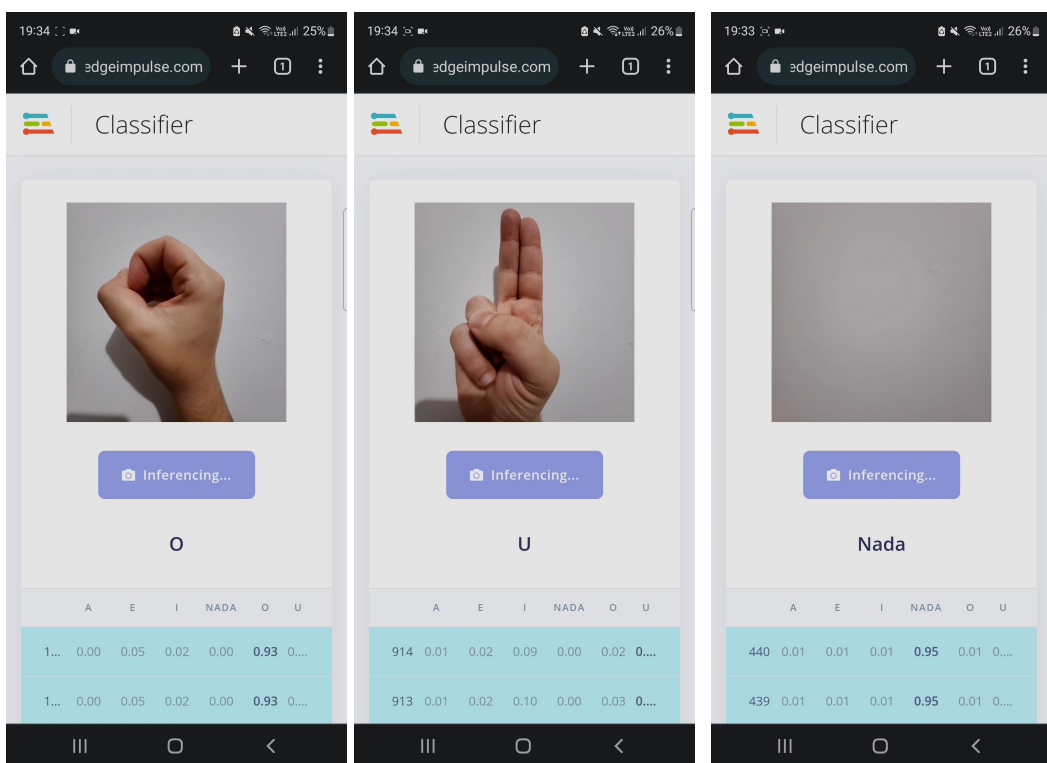 19:34 25%
edgeimpulse.com 1
Classifier
Inferencing...
O
A E I NADA O U
1... 0.00 0.05 0.02 0.00 0.93 0....
1... 0.00 0.05 0.02 0.00 0.93 0....
19:34 26%
edgeimpulse.com 1
Classifier
Inferencing...
U
A E I NADA O U
914 0.01 0.02 0.09 0.00 0.02 0....
913 0.01 0.02 0.10 0.00 0.03 0....
19:33 26%
edgeimpulse.com 1
Classifier
Inferencing...
Nada
A E I NADA O U
440 0.01 0.01 0.01 0.95 0.01 0....
439 0.01 0.01 0.01 0.95 0.01 0....